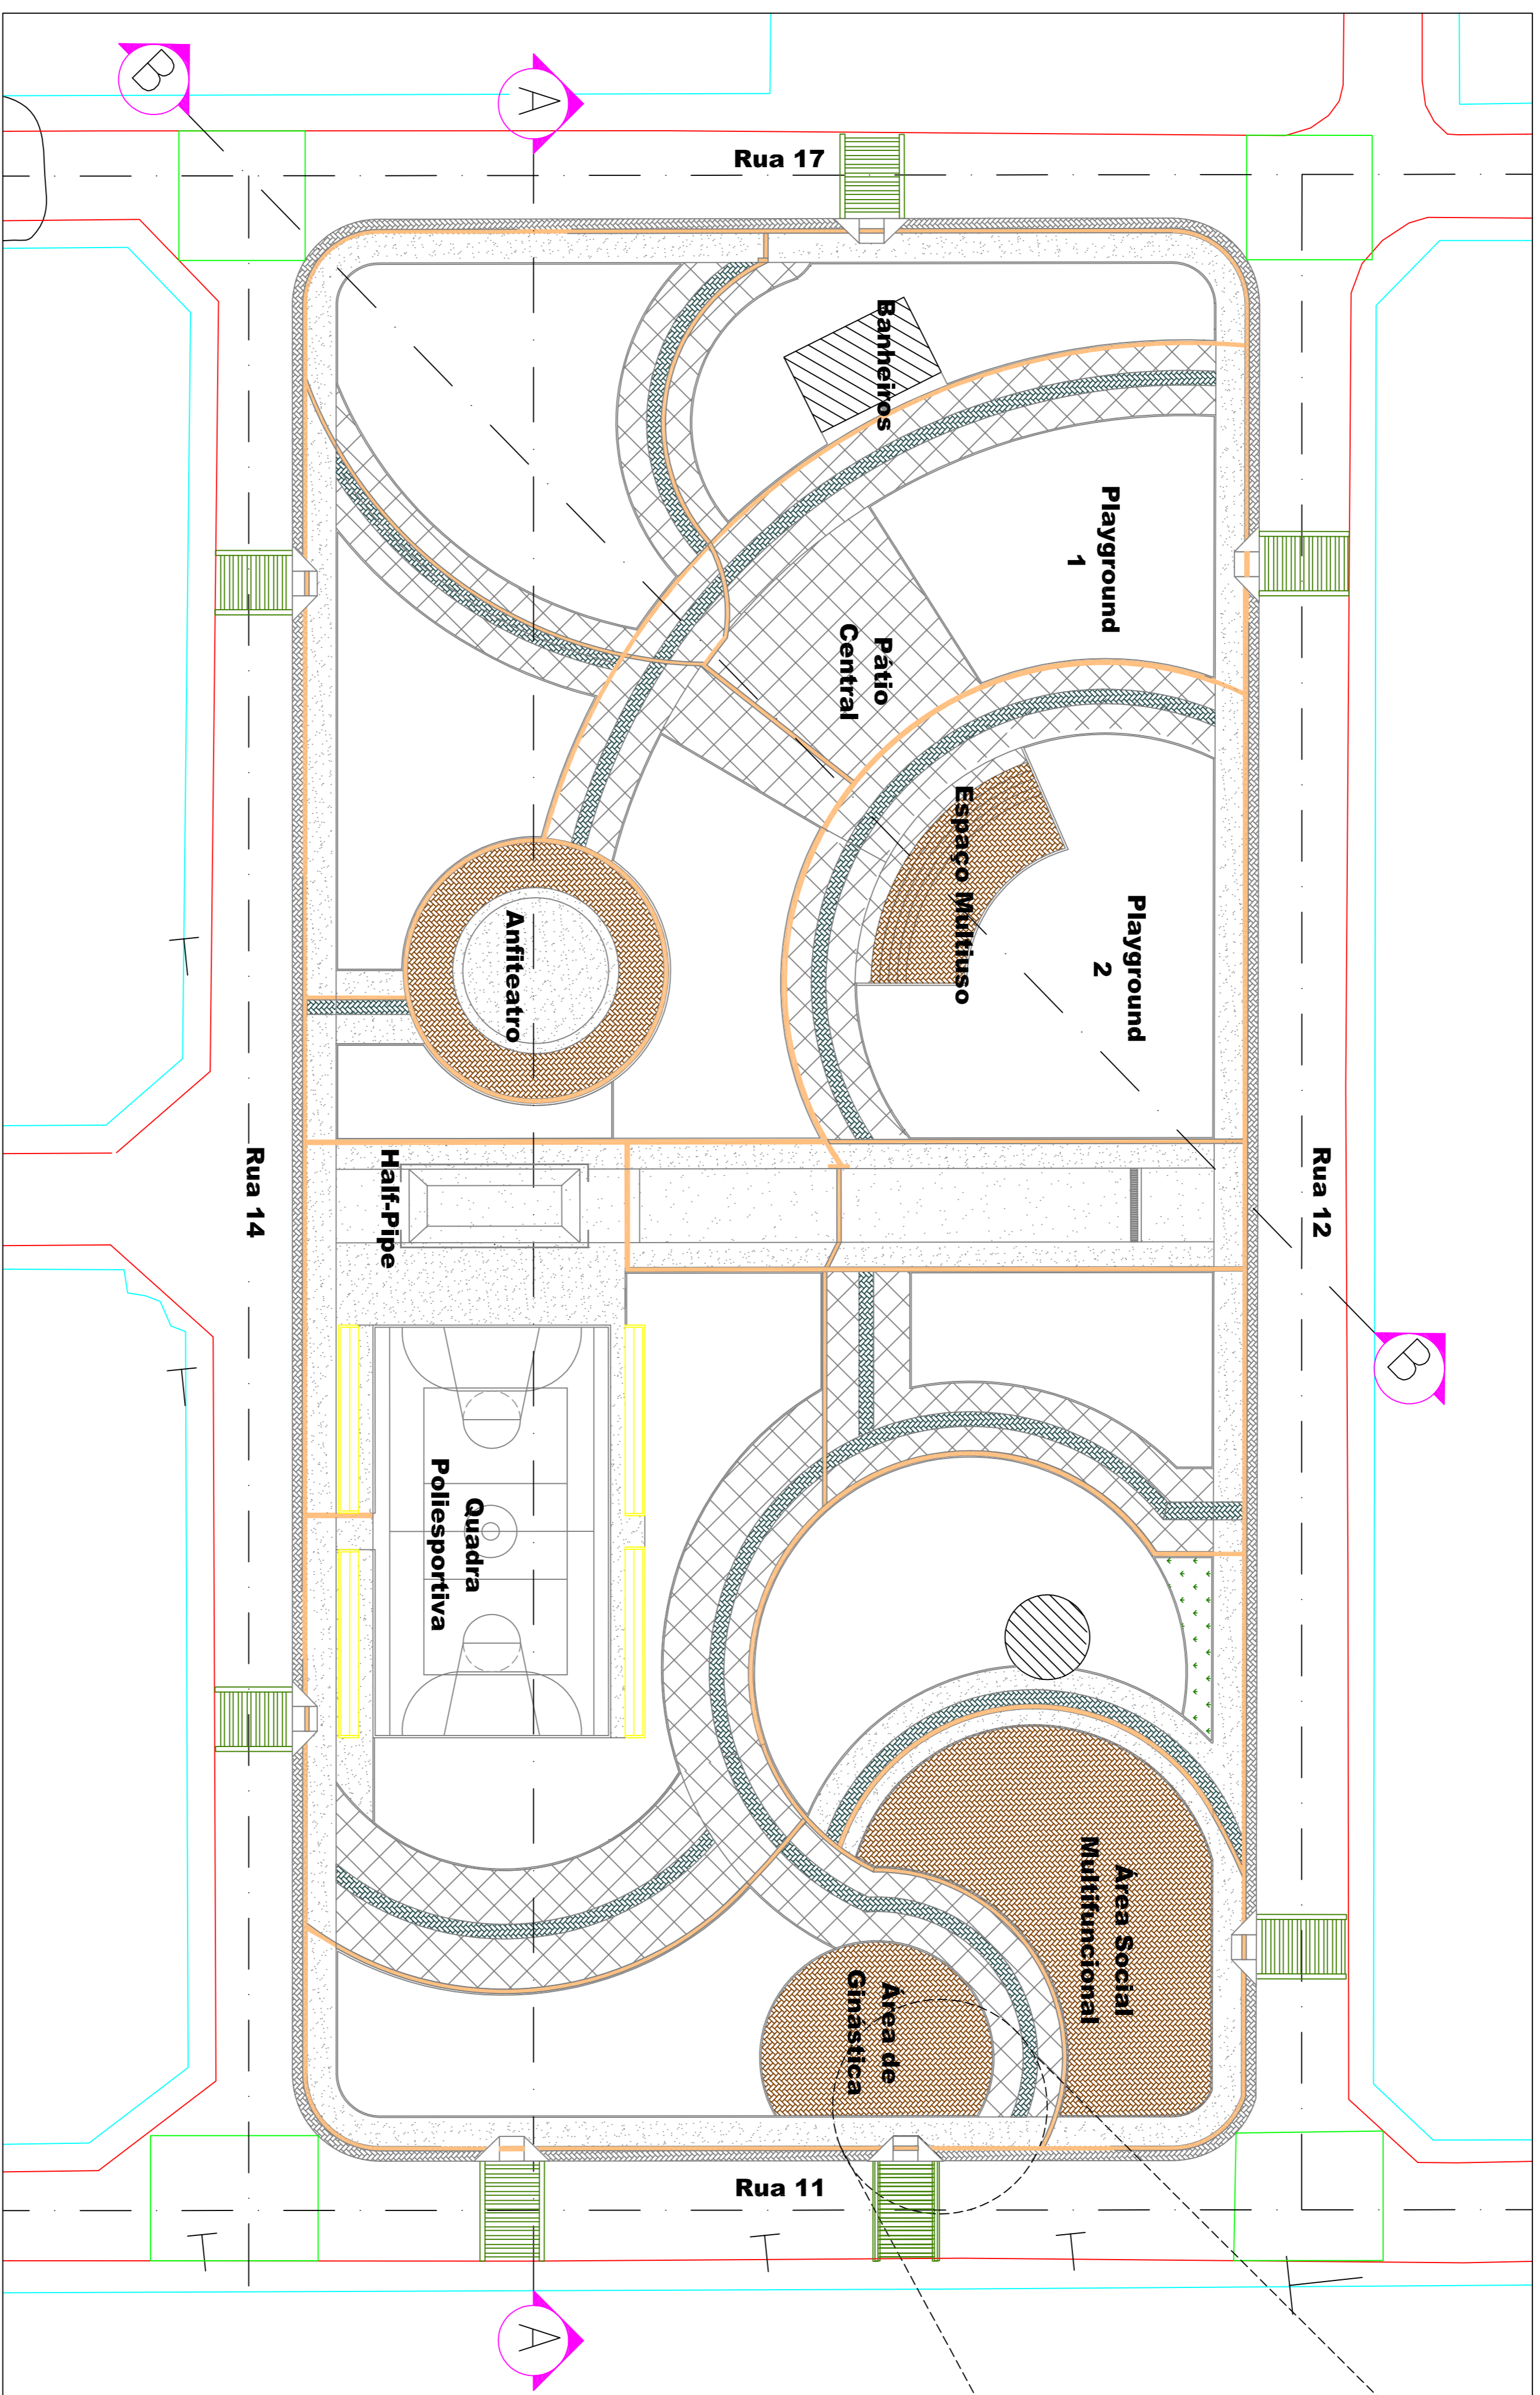 B
A
Rua 17
Banheiros
Playground
1
Pátio
Central
Espaço Multiuso
Playground
2
Anfiteatro
Rua 14
Half-Pipe
Rua 12
B
Quadra
Poliesportiva
Área Social
Multifuncional
Área de
Ginástica
Rua 11
A